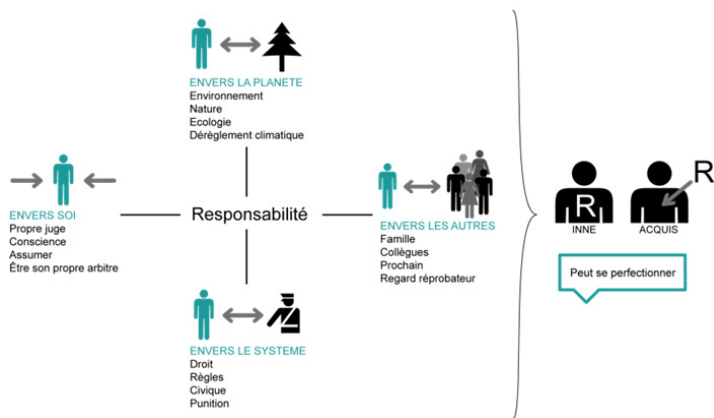 ENVERS LA PLANETE
Environnement
Nature
Ecologie
Dérèglement climatique
ENVERS SOI
Propre juge
Conscience
Assumer
Être son propre arbitre
Responsabilité
ENVERS LES AUTRES
Famille
Collègues
Prochain
Regard réprobateur
ENVERS LE SYSTEME
Droit
Règles
Civique
Punition
R
INNE
R
ACQUIS
Peut se perfectionner